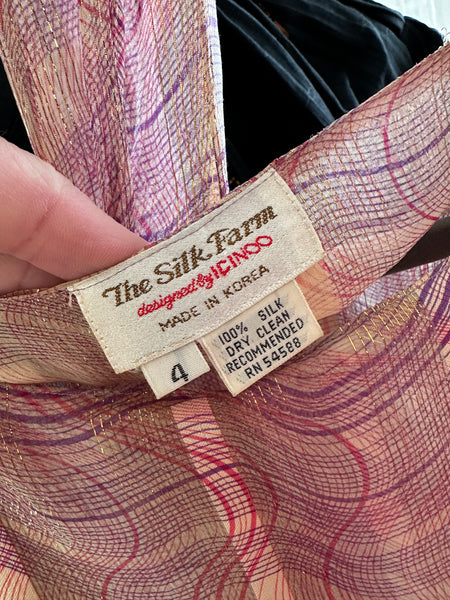 The Silk Farm
designed by ICINOO
MADE IN KOREA
4
100% SILK
DRY CLEAN
RECOMMENDED
RN 54588